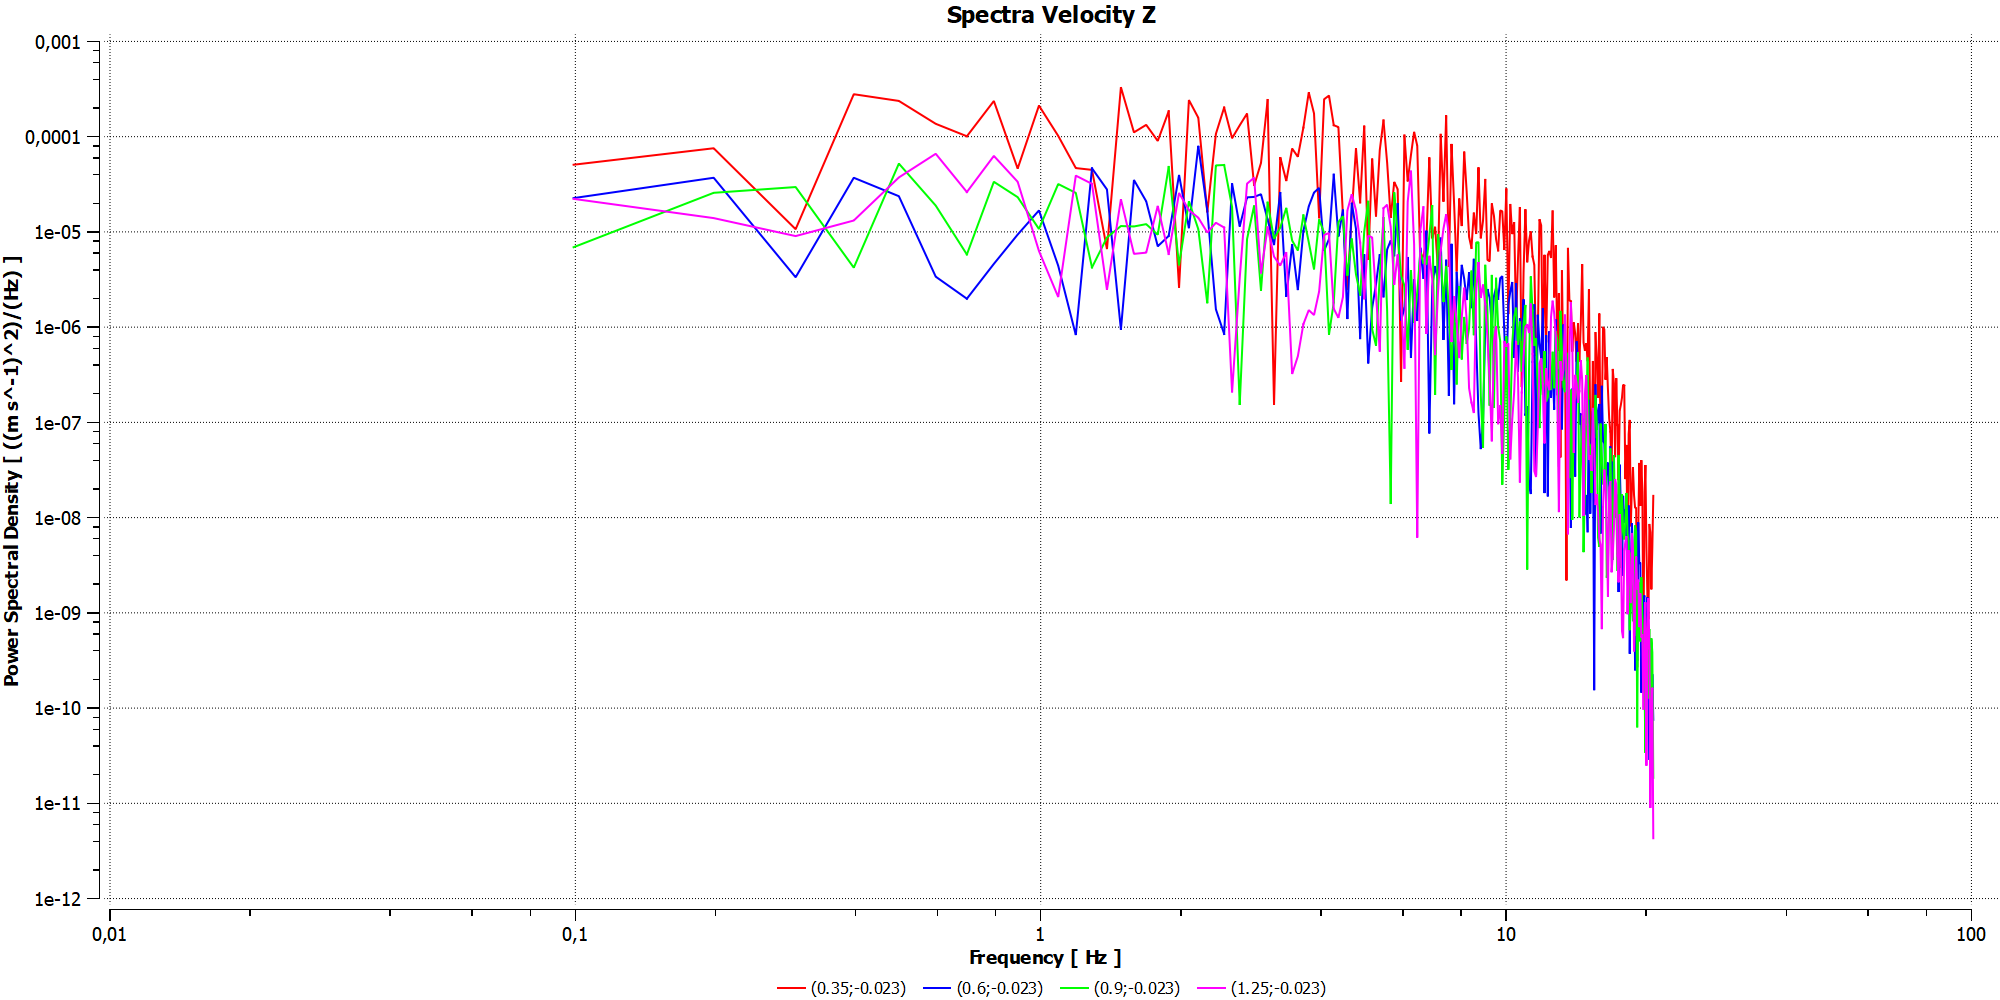 Spectra Velocity Z
0,001
0,0001
1e-05
1e-06
1e-07
1e-08
1e-09
1e-10
1e-11
1e-12
Power Spectral Density [ ((m s^-1)^2)/(Hz) ]
0,01 0,1 1 10 100
Frequency [ Hz ]
(0.35;-0.023) (0.6;-0.023) (0.9;-0.023) (1.25;-0.023)